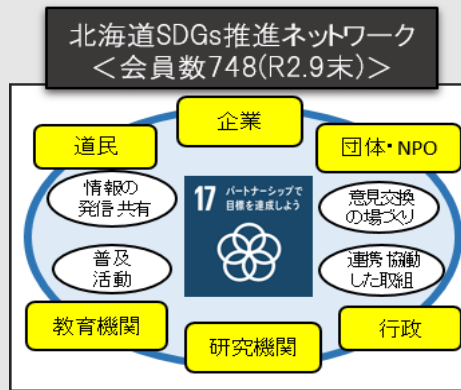 北海道SDGs推進ネットワーク
＜会員数748(R2.9末)＞
企業
道民
団体・NPO
情報の
発信 共有
17 パートナーシップで
目標を達成しよう
意見交換
の場づくり
普及
活動
連携 協働
した取組
教育機関
研究機関
行政